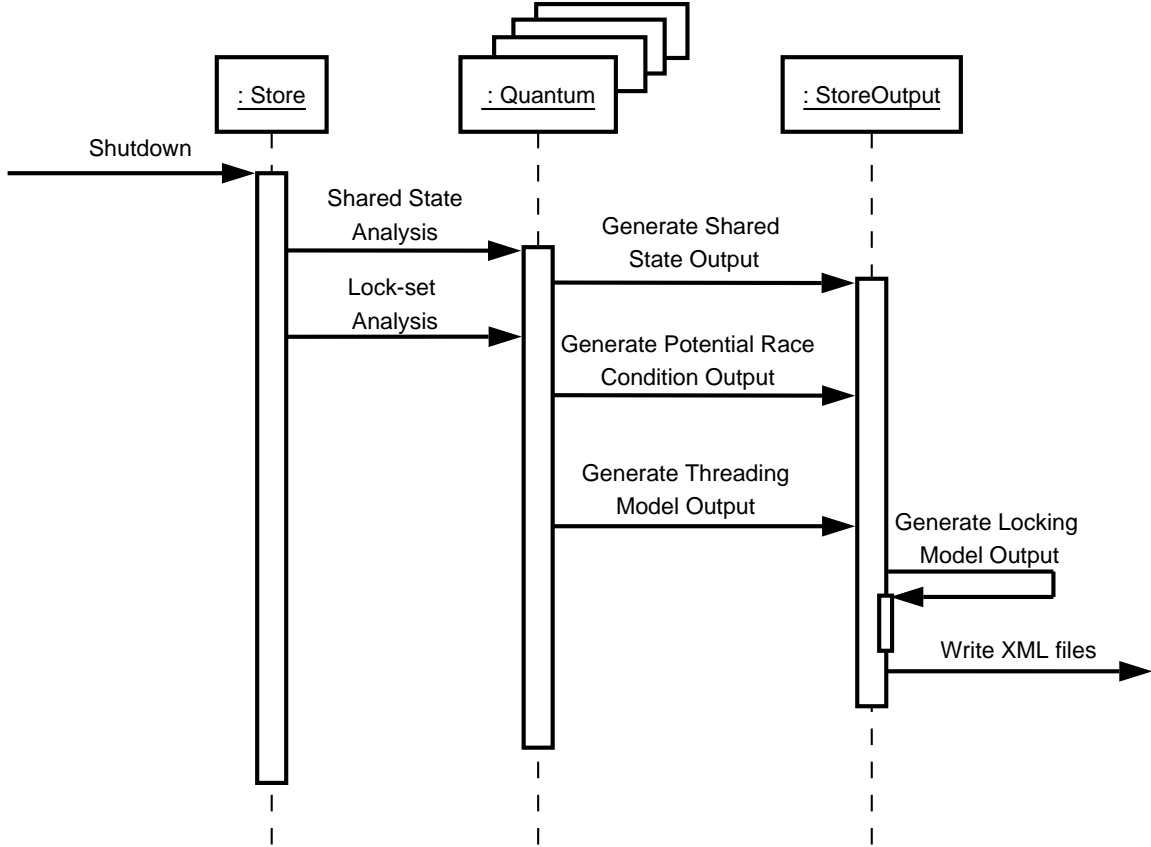 : Store
: Quantum
: StoreOutput
Shutdown
Shared State
Analysis
Generate Shared
State Output
Lock-set
Analysis
Generate Potential Race
Condition Output
Generate Threading
Model Output
Generate Locking
Model Output
Write XML files